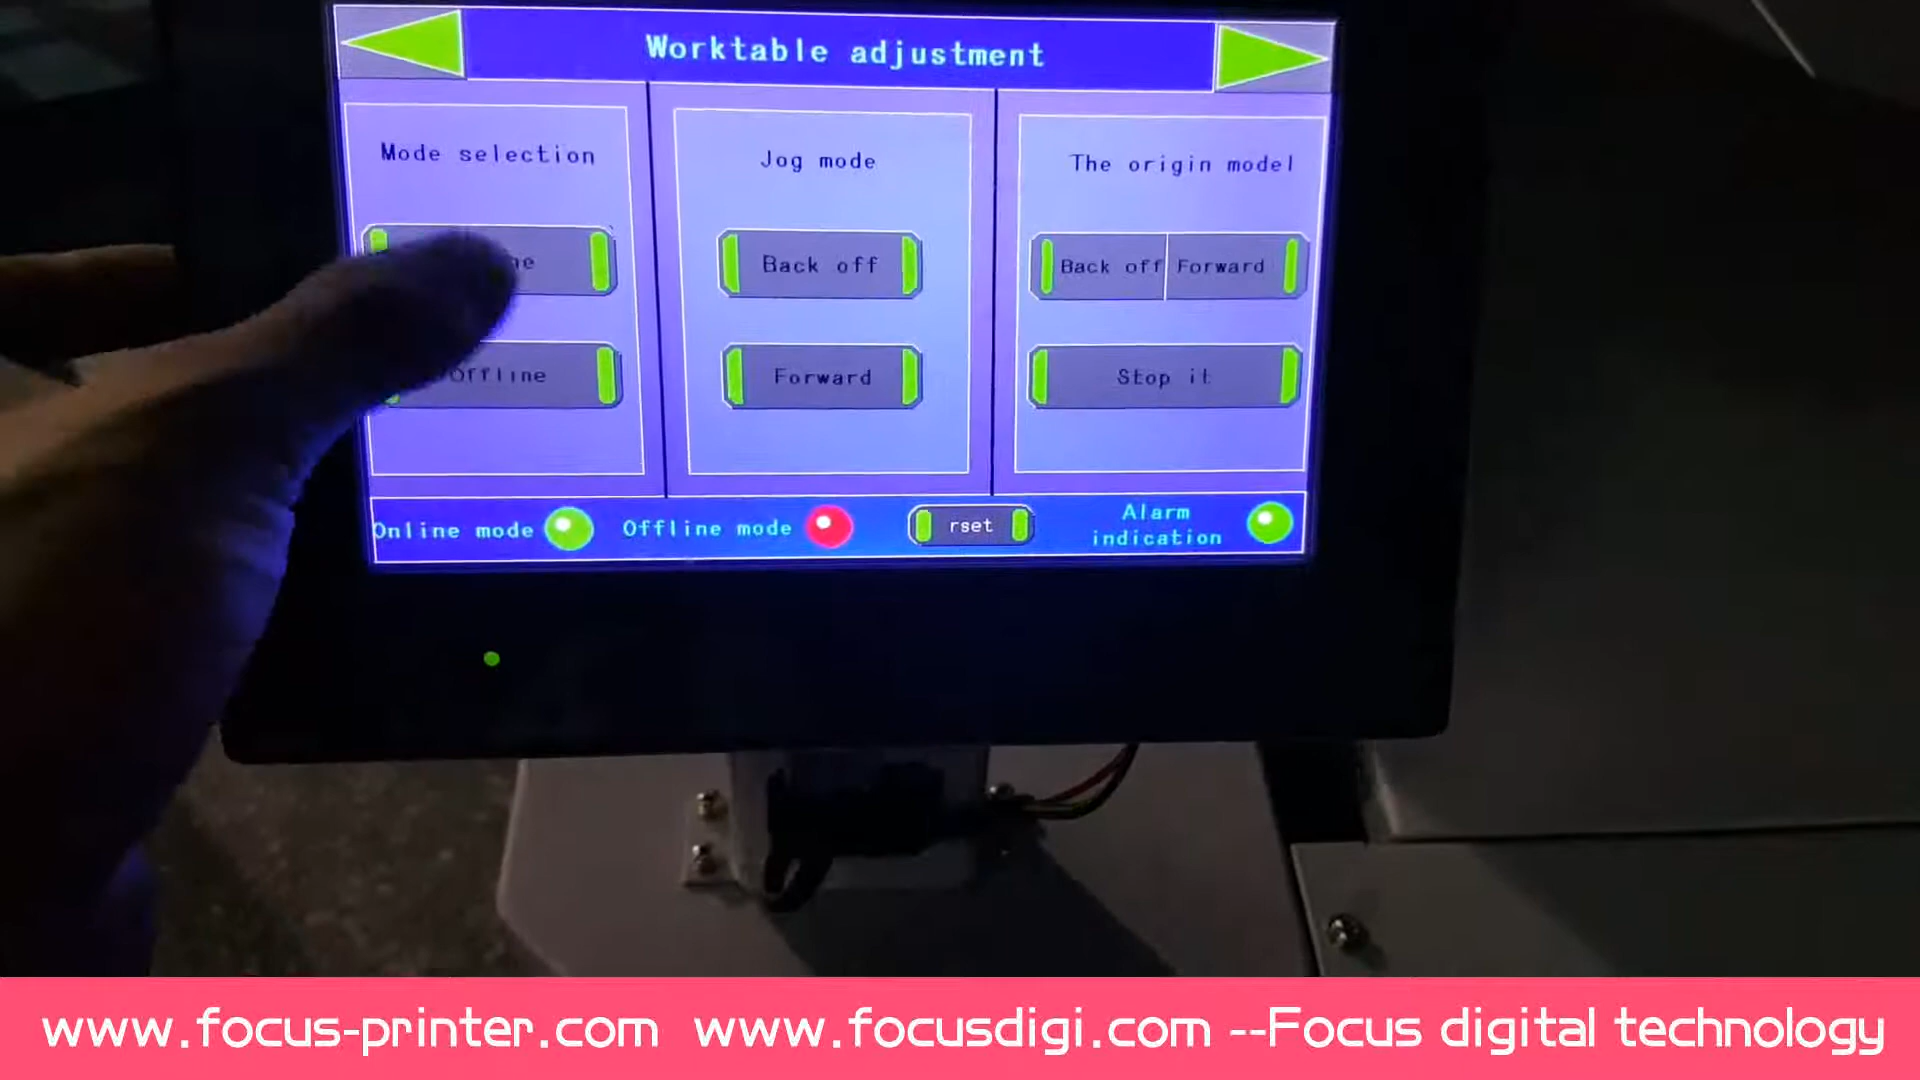 Worktable adjustment
Mode selection
Jog mode
The origin model
Back off
Back off Forward
Offline
Forward
Stop it
Online mode
Offline mode
rset
Alarm
indication
www.focus-printer.com www.focusdigi.com --Focus digital technology